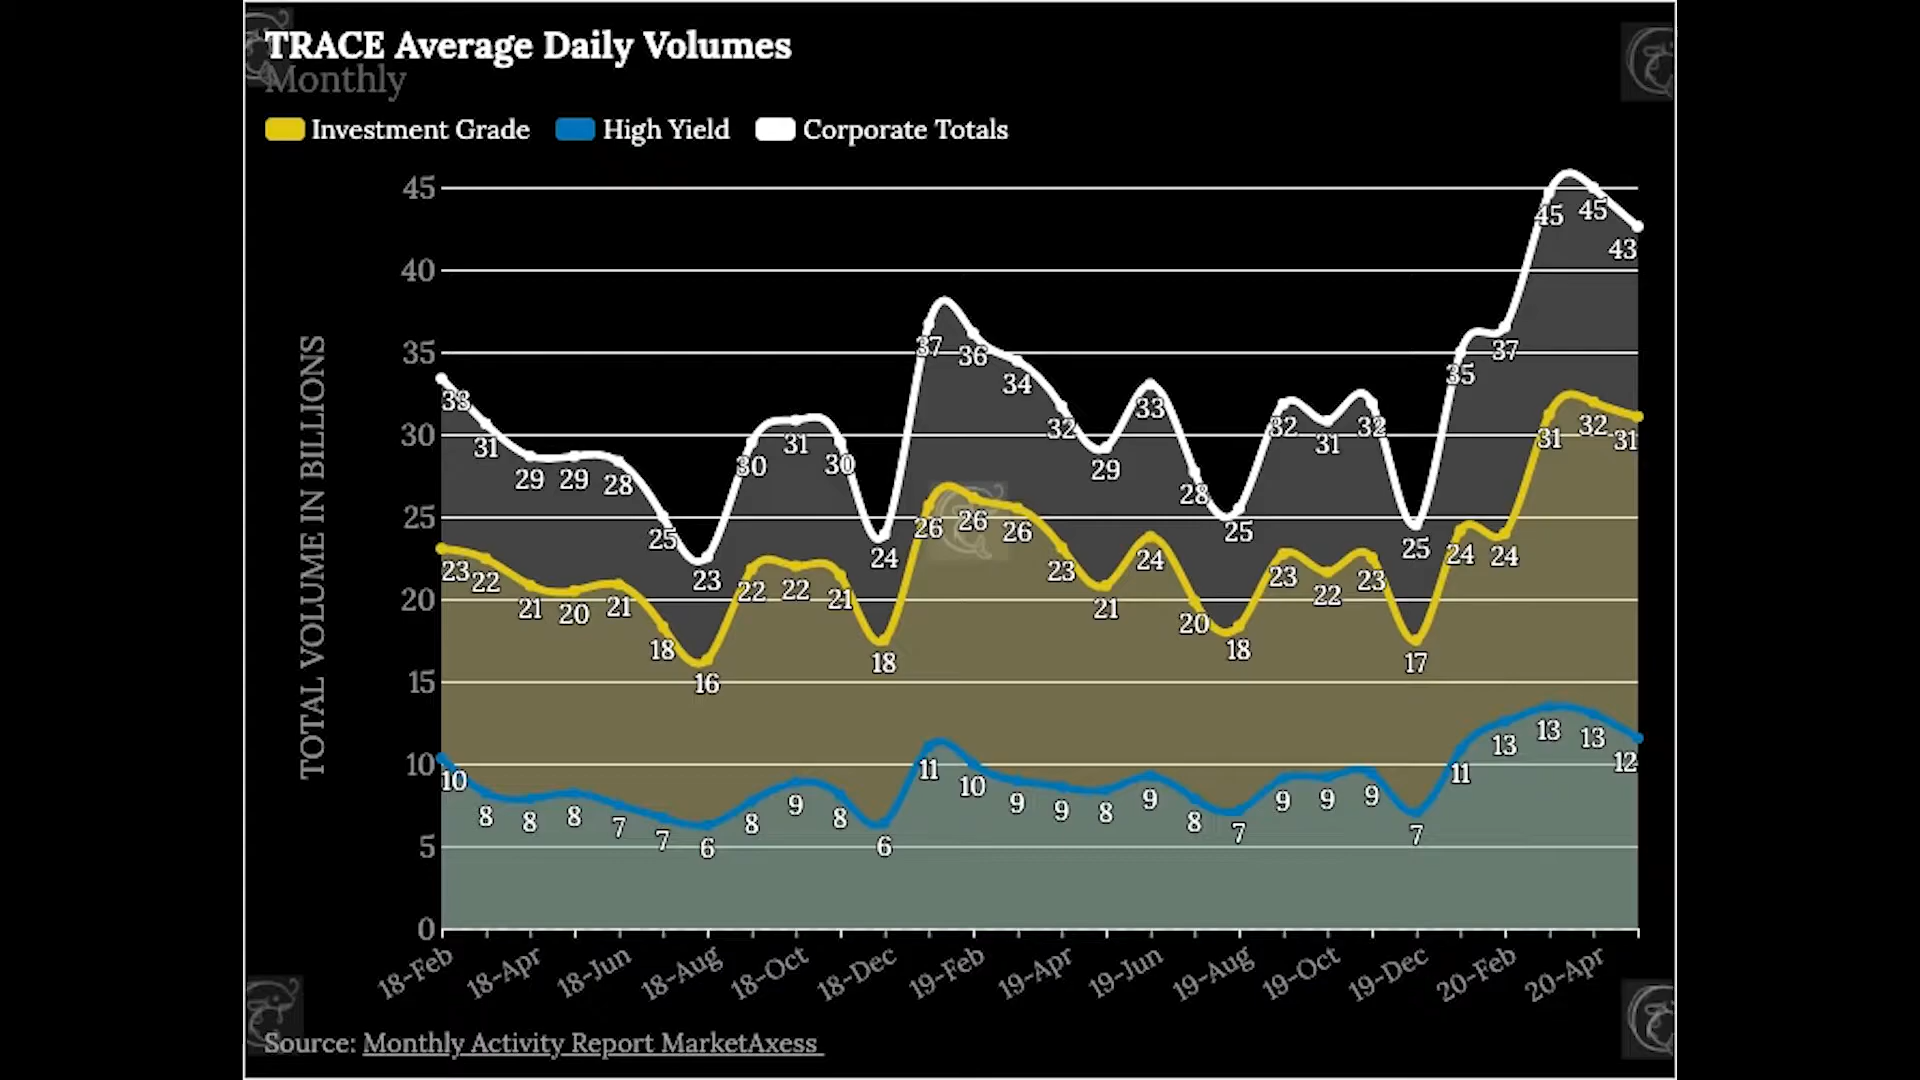 TRACE Average Daily Volumes
Monthly
Investment Grade High Yield Corporate Totals
TOTAL VOLUME IN BILLIONS
45
40
35
30
25
20
15
10
5
0
33 31 29 29 28 25 23 30 31 30 24 37 36 34 32 29 33 28 25 32 31 32 25 35 37 45 45 43
23 22 21 20 21 18 16 22 22 21 18 26 26 26 23 21 24 20 18 23 22 23 17 24 24 31 32 31
10 8 8 8 7 7 6 8 9 8 6 11 10 9 9 8 9 8 7 9 9 9 7 11 13 13 13 12
18-Feb 18-Apr 18-Jun 18-Aug 18-Oct 18-Dec 19-Feb 19-Apr 19-Jun 19-Aug 19-Oct 19-Dec 20-Feb 20-Apr
Source: Monthly Activity Report MarketAxess